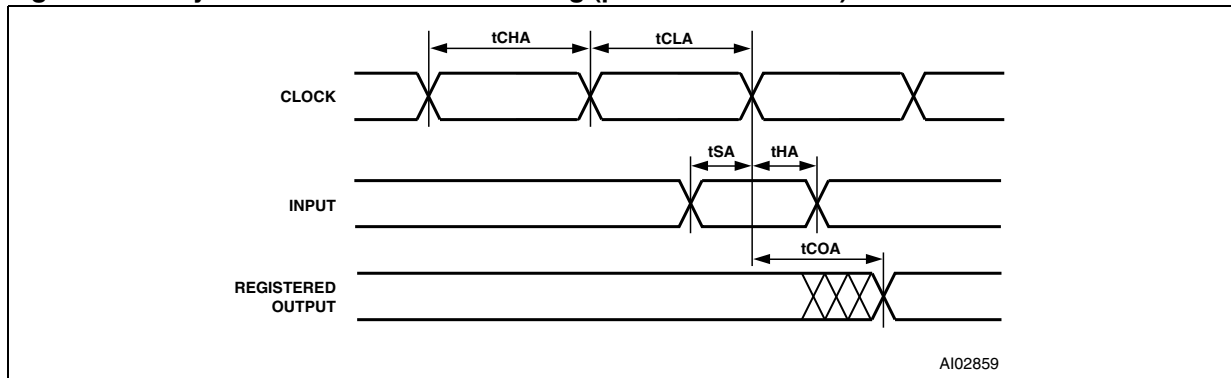 tCHA
tCLA
CLOCK
tSA
tHA
INPUT
tCOA
REGISTERED
OUTPUT
AI02859